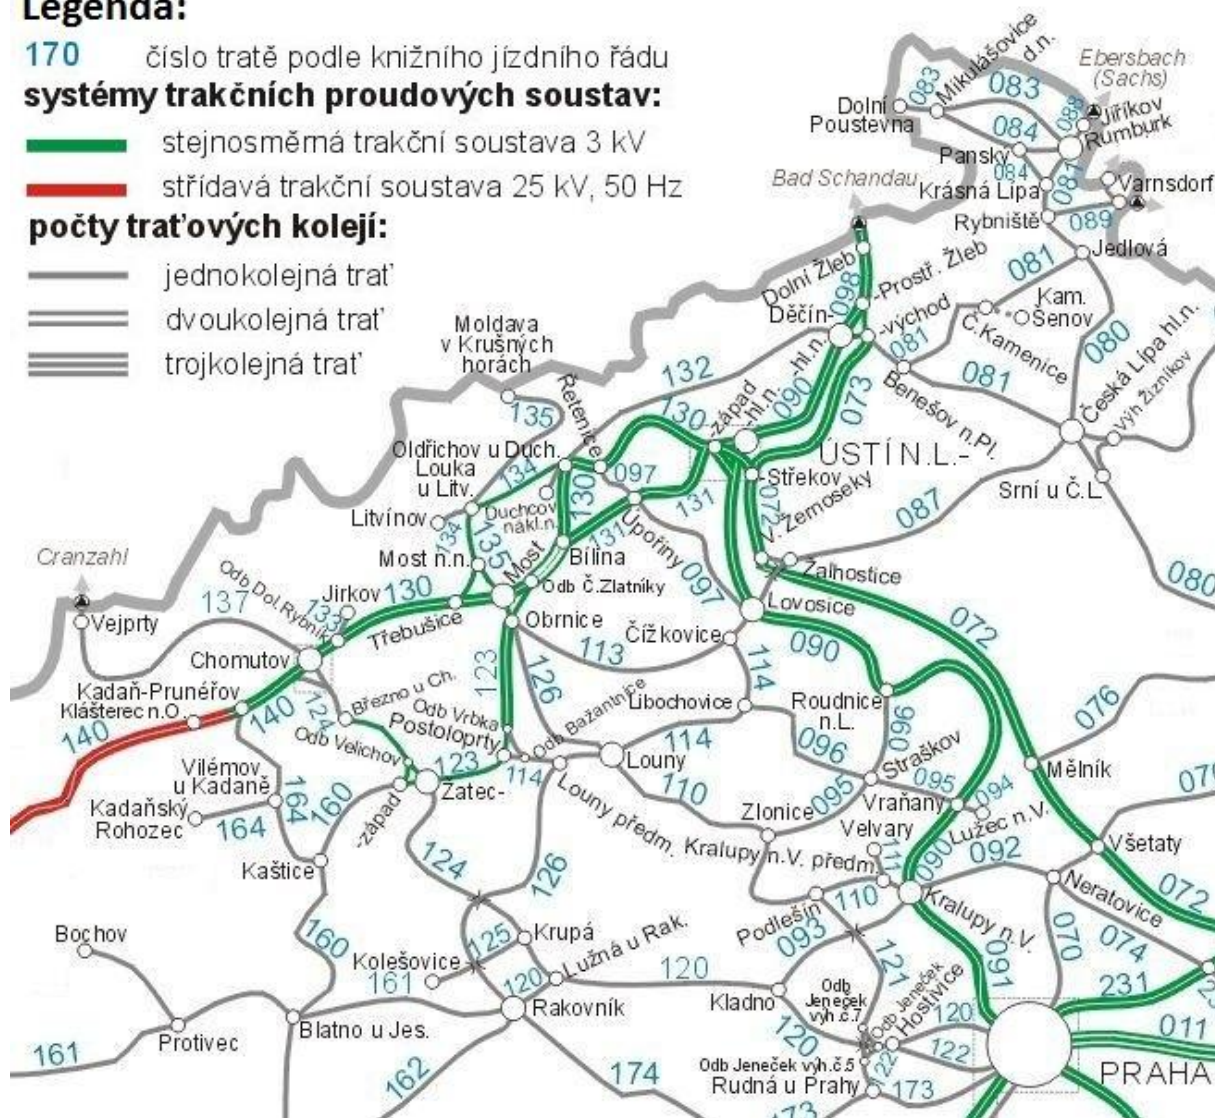 Legenda:
170 číslo tratě podle knižního jízdního řádu
systémy trakčních proudových soustav:
stejnosměrná trakční soustava 3 kV
střídavá trakční soustava 25 kV, 50 Hz
počty traťových kolejí:
jednokolejná trať
dvoukolejná trať
trojkolejná trať
Mikulášovice
d.n.
Ebersbach
(Sachs)
083
083
088
Dolní
Poustevna
Jiříkov
084
Rumburk
Panský
084
081
Bad Schandau
Krásná Lípa
Varnsdorf
Rybniště
089
Jedlová
Dolní Žleb
098
-Prostř. Žleb
081
Kam.
Šenov
Děčín-
-východ
Č.Kamenice
080
Moldava
v Krušných
horách
-hl.n.
081
Česká Lípa hl.n.
132
090
073
081
Výh Žizníkov
135
Řetenice
130
-západ
-hl.n.
Benešov n.Pl.
Oldřichov u Duch.
ÚSTÍ N.L.-
Louka
u Litv.
134
097
-Střekov
130
Srní u Č.L.
Litvínov
Duchcov
nákl.n.
131
072
V. Žernoseky
087
134
135
131
Úpořiny
Cranzahl
Most n.n.
Most
Bílina
Odb Dol.Rybník
Jirkov
130
Odb Č.Zlatníky
097
Žalhostice
080
137
133
Vejprty
Třebušice
Obrnice
Lovosice
072
Chomutov
113
Čížkovice
090
123
126
114
Kadaň-Prunéřov
Klášterec n.O.
140
124
Březno u Ch.
Odb Bažantnice
Libochovice
Roudnice
n.L.
076
140
Odb Vrbka
Odb Velichov
Postoloprty
114
096
096
Straškov
123
114
Louny
Mělník
Vilémov
u Kadaně
Žatec-
110
095
095
094
164
160
Kadaňský
Rohozec
164
-západ
Louny předm.
Zlonice
Vraňany
Lužec n.V.
Velvary
Všetaty
Kralupy n.V. předm.
111
090
092
Kaštice
124
126
072
110
Kralupy n.V.
Neratovice
Podlešín
Bochov
160
125
Krupá
093
070
074
Kolešovice
Lužná u Rak.
121
091
161
120
120
231
Kladno
Odb
Jeneček
výh.č.7
Odb Jeneček
Hostivice
Rakovník
120
Blatno u Jes.
120
011
Protivec
122
161
Odb Jeneček výh.č.5
122
PRAHA
162
174
Rudná u Prahy
173
173